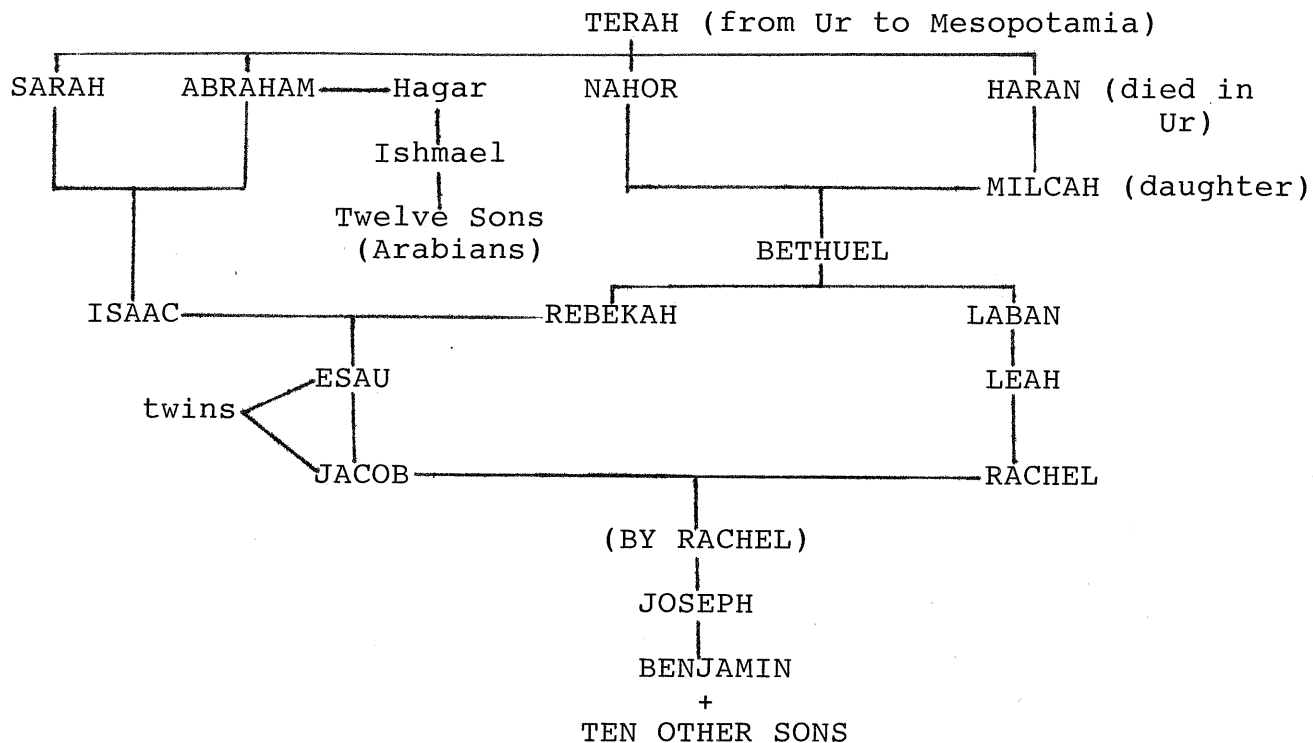 TERAH (from Ur to Mesopotamia)
SARAH ABRAHAM Hagar NAHOR HARAN (died in
Ur)
Ishmael
MILCAH (daughter)
Twelve Sons
(Arabians)
BETHUEL
ISAAC REBEKAH LABAN
ESAU LEAH
twins
JACOB RACHEL
(BY RACHEL)
JOSEPH
BENJAMIN
+
TEN OTHER SONS